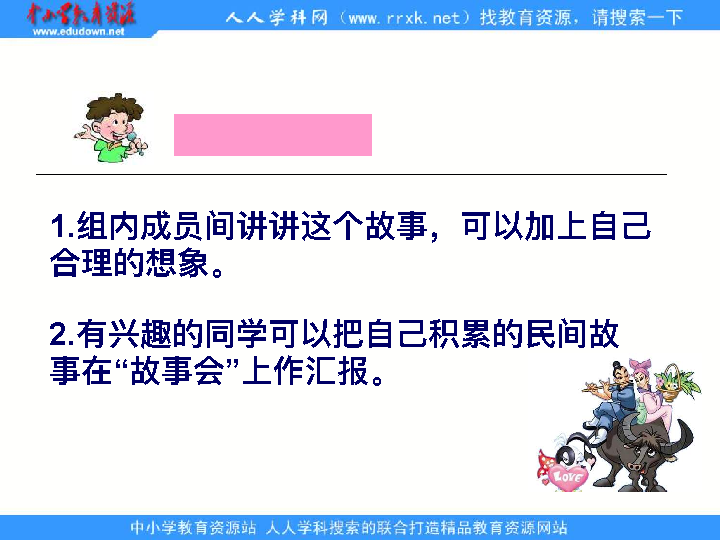 中小学教育资源
www.edudown.net
人人学科网（www.rrxk.net）找教育资源，请搜索一下
1.组内成员间讲讲这个故事，可以加上自己
合理的想象。
2.有兴趣的同学可以把自己积累的民间故
事在“故事会”上作汇报。
LOVE
中小学教育资源站 人人学科搜索的联合打造精品教育资源网站